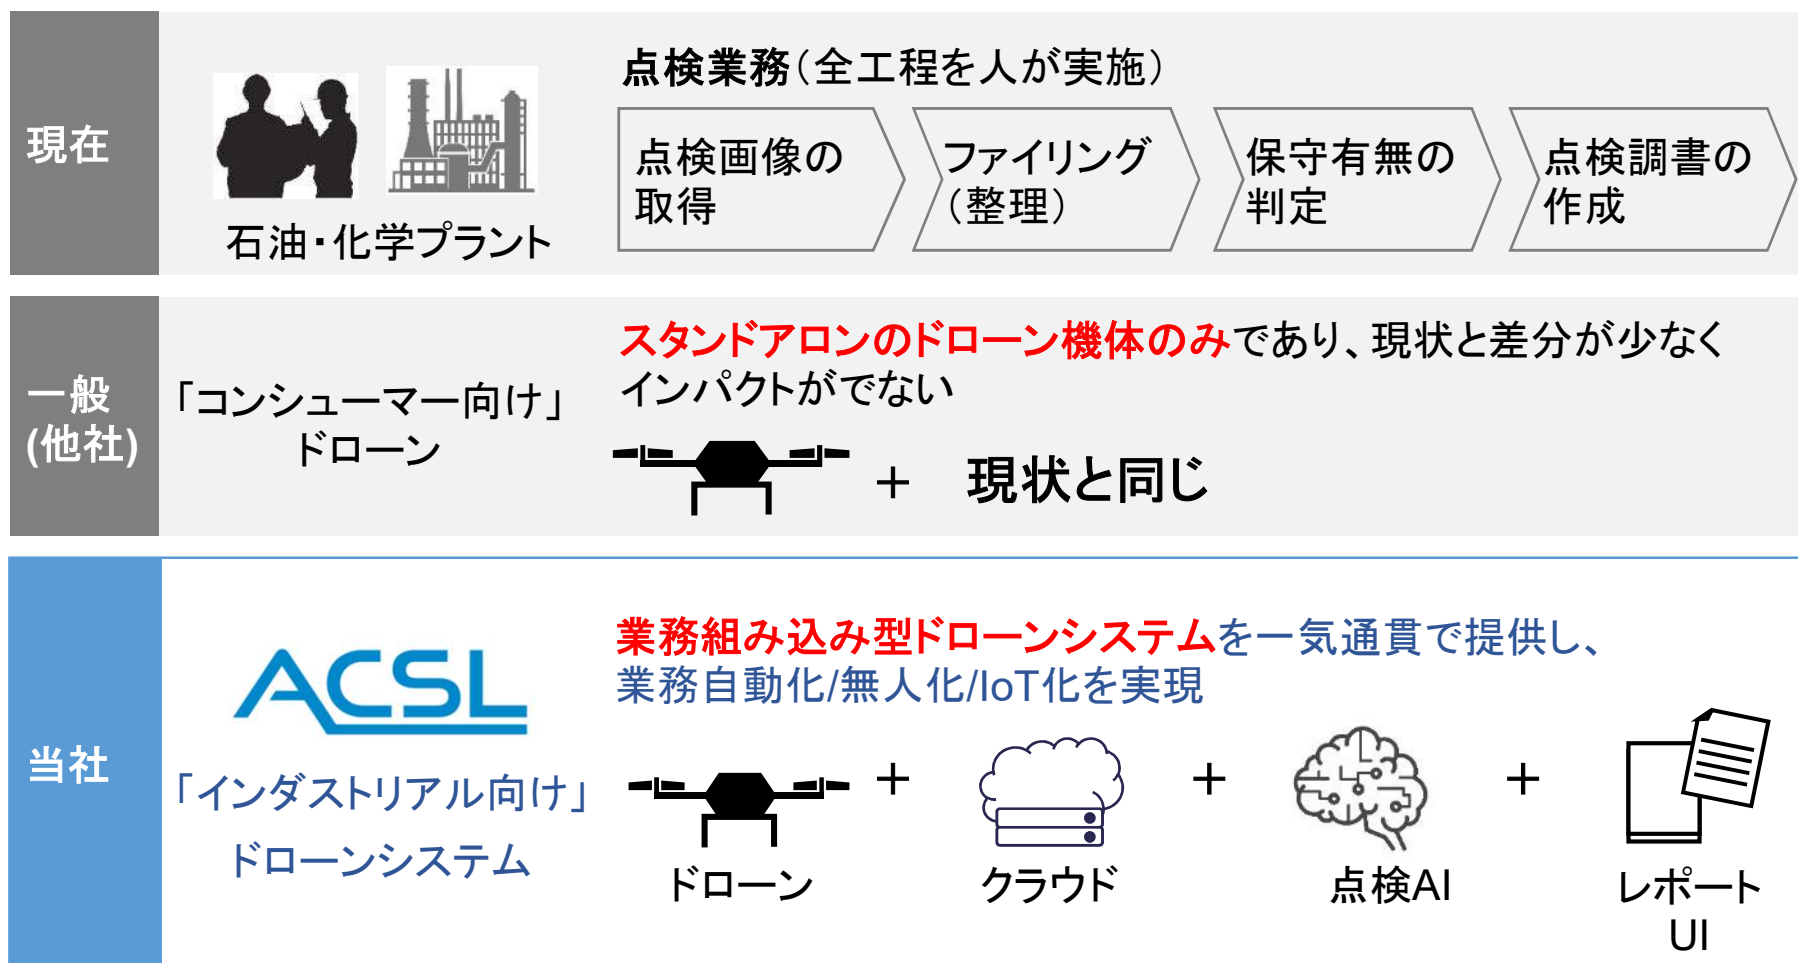 現在
石油・化学プラント
点検業務（全工程を人が実施）
点検画像の
取得
ファイリング
（整理）
保守有無の
判定
点検調書の
作成
一般
(他社)
「コンシューマー向け」
ドローン
スタンドアロンのドローン機体のみであり、現状と差分が少なく
インパクトがでない
+ 現状と同じ
当社
ACSL
「インダストリアル向け」
ドローンシステム
業務組み込み型ドローンシステムを一気通貫で提供し、
業務自動化/無人化/IoT化を実現
+ + +
ドローン
クラウド
点検AI
レポート
UI